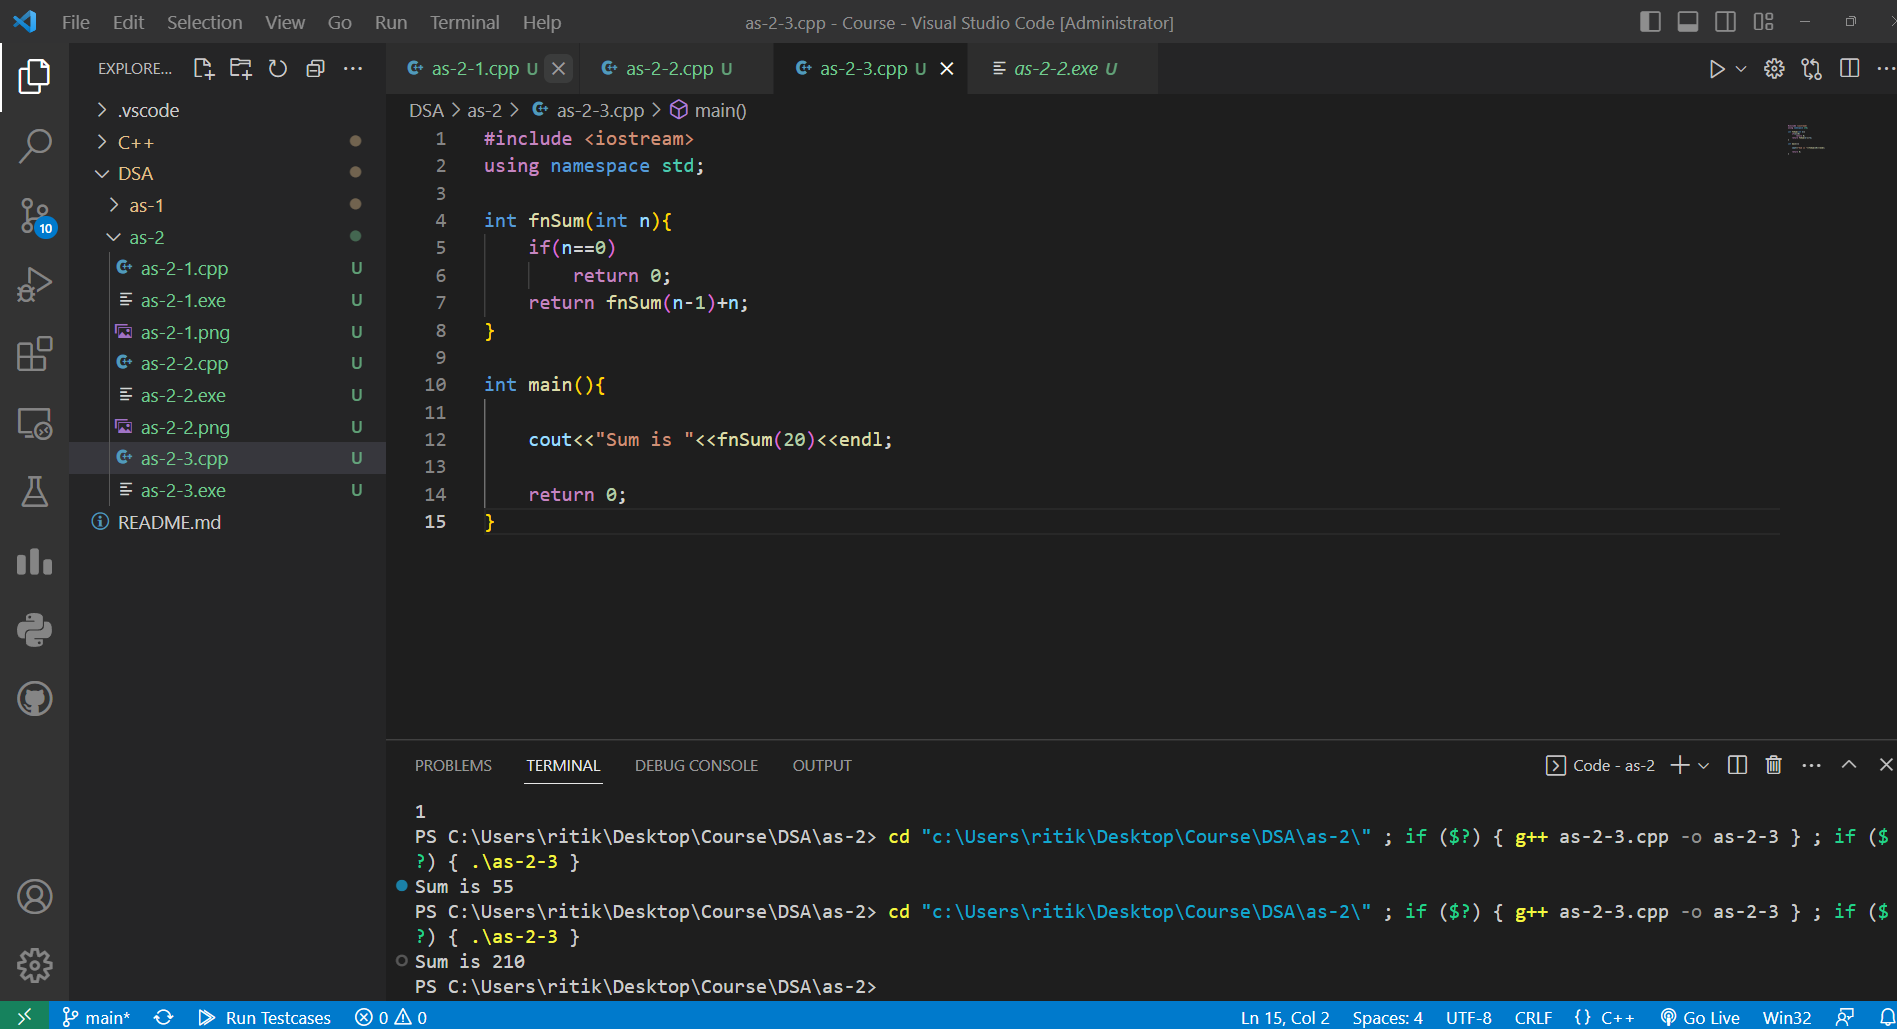 File Edit Selection View Go Run Terminal Help
as-2-3.cpp - Course - Visual Studio Code [Administrator]
EXPLORE...
.vscode
C++
DSA
as-1
as-2
as-2-1.cpp U
as-2-1.exe U
as-2-1.png U
as-2-2.cpp U
as-2-2.exe U
as-2-2.png U
as-2-3.cpp U
as-2-3.exe U
README.md
10
as-2-1.cpp U
as-2-2.cpp U
as-2-3.cpp U
as-2-2.exe U
DSA > as-2 > as-2-3.cpp > main()
1 #include <iostream>
2 using namespace std;
3
4 int fnSum(int n){
5 if(n==0)
6 return 0;
7 return fnSum(n-1)+n;
8 }
9
10 int main(){
11
12 cout<<"Sum is "<<fnSum(20)<<endl;
13
14 return 0;
15 }
PROBLEMS TERMINAL DEBUG CONSOLE OUTPUT
Code - as-2
1
PS C:\Users\ritik\Desktop\Course\DSA\as-2> cd "c:\Users\ritik\Desktop\Course\DSA\as-2\" ; if ($?) { g++ as-2-3.cpp -o as-2-3 } ; if ($
?) { .\as-2-3 }
Sum is 55
PS C:\Users\ritik\Desktop\Course\DSA\as-2> cd "c:\Users\ritik\Desktop\Course\DSA\as-2\" ; if ($?) { g++ as-2-3.cpp -o as-2-3 } ; if ($
?) { .\as-2-3 }
Sum is 210
PS C:\Users\ritik\Desktop\Course\DSA\as-2>
main* Run Testcases 0 0 Ln 15, Col 2 Spaces: 4 UTF-8 CRLF {} C++ Go Live Win32